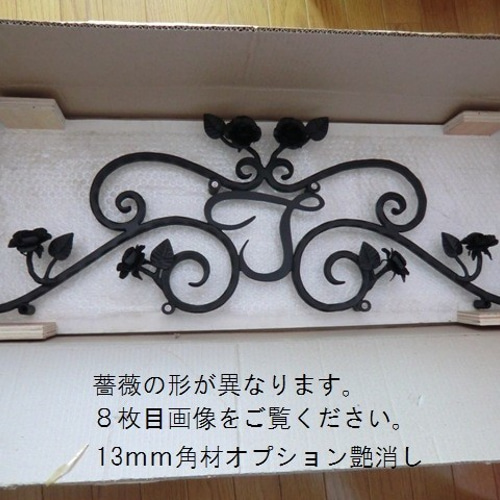 薔薇の形が異なります。
８枚目画像をご覧ください。
13mm角材オプション艶消し